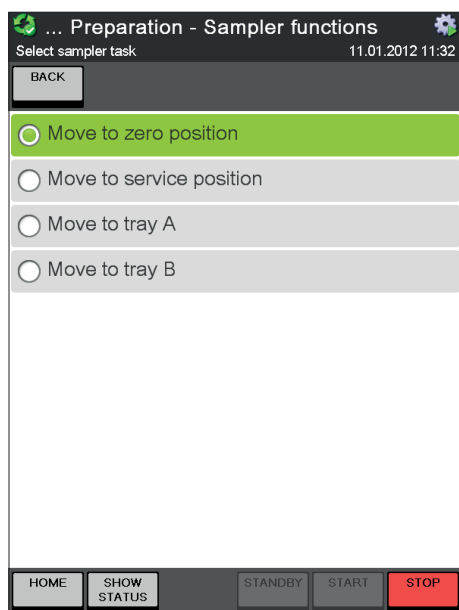 ... Preparation - Sampler functions
Select sampler task 11.01.2012 11:32
BACK
Move to zero position
Move to service position
Move to tray A
Move to tray B
HOME SHOW STATUS STANDBY START STOP